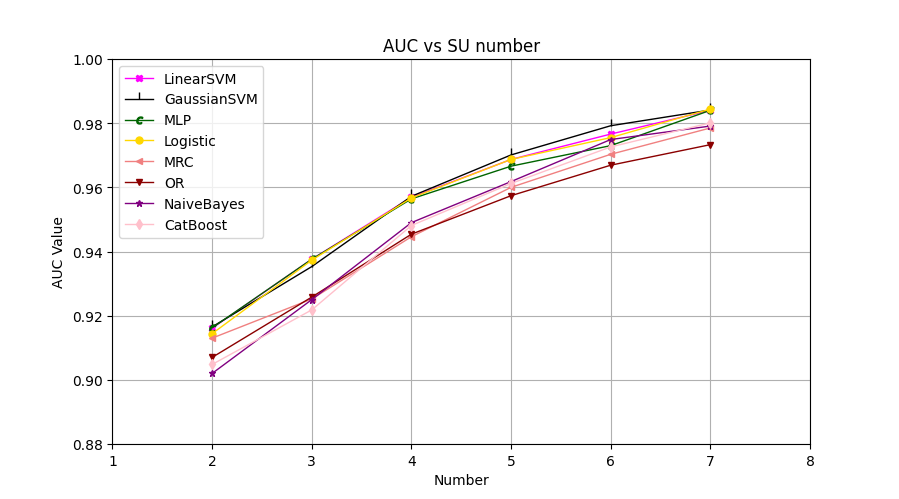 AUC vs SU number
1.00
0.98
0.96
0.94
0.92
0.90
0.88
AUC Value
LinearSVM
GaussianSVM
MLP
Logistic
MRC
OR
NaiveBayes
CatBoost
1 2 3 4 5 6 7 8
Number